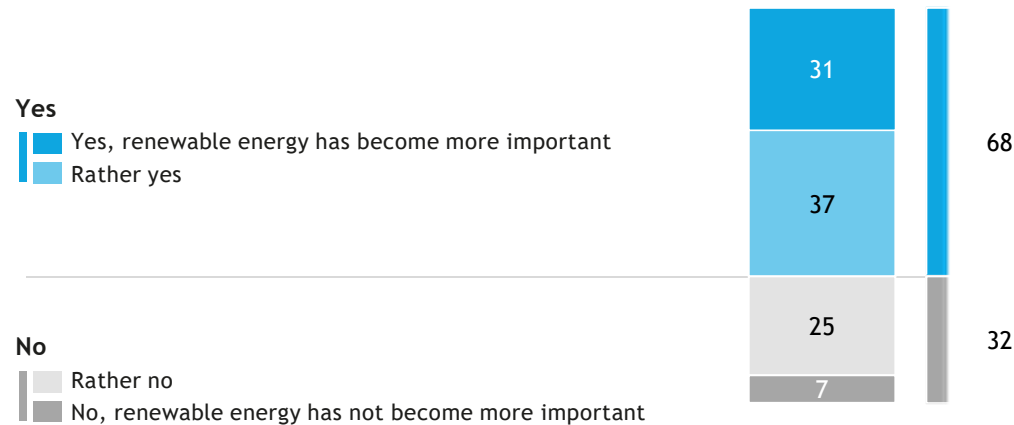 31
Yes
Yes, renewable energy has become more important
68
Rather yes
37
25
32
No
Rather no
7
No, renewable energy has not become more important